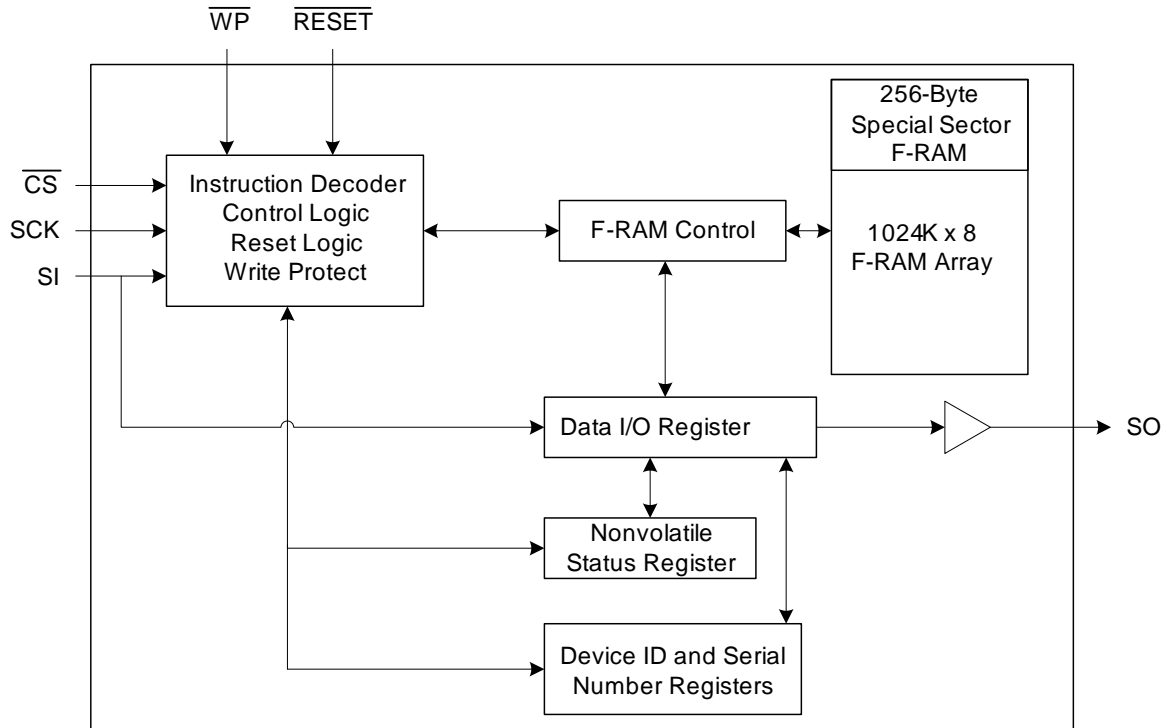 WP RESET
256-Byte
Special Sector
F-RAM
CS
SCK
SI
Instruction Decoder
Control Logic
Reset Logic
Write Protect
F-RAM Control
1024K x 8
F-RAM Array
Data I/O Register
SO
Nonvolatile
Status Register
Device ID and Serial
Number Registers